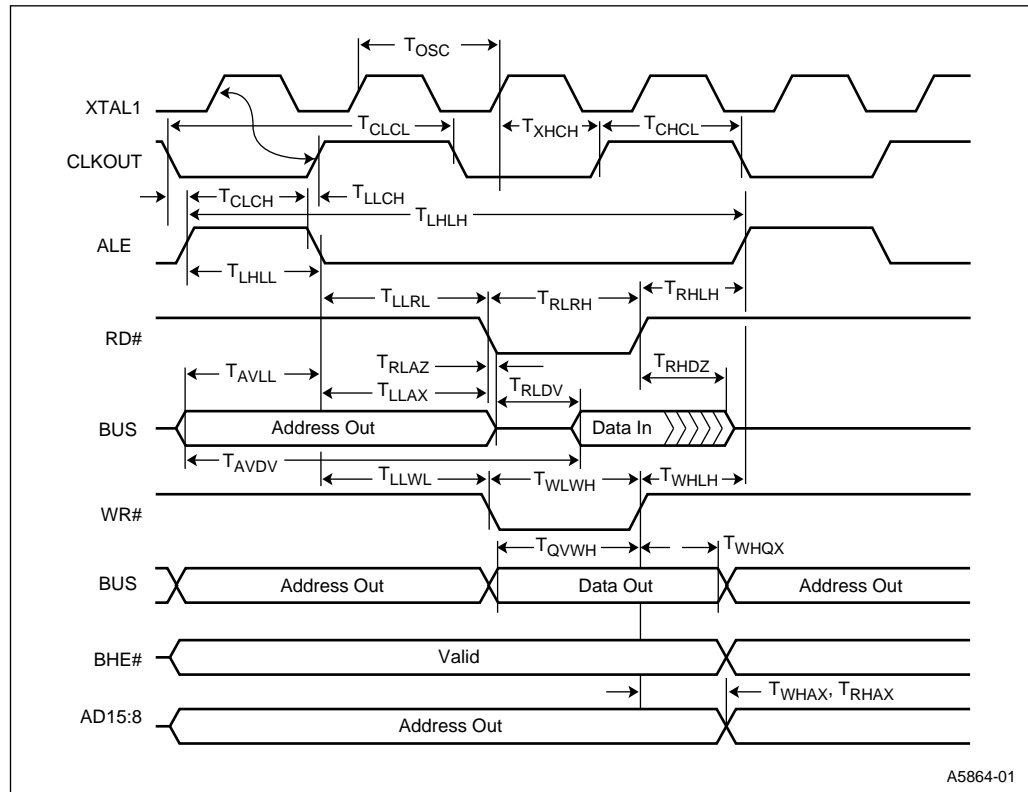 TOSC
XTAL1
TCLCL
TXHCH
TCHCL
CLKOUT
TCLCH
TLLCH
TLHLH
ALE
TLHLL
TLLRL
TRLRH
TRHLH
RD#
TAVLL
TRLAZ
TRHDZ
TLLAX
TRLDV
BUS
Address Out
Data In
TAVDV
TLLWL
TWLWH
TWHLH
WR#
TQVWH
TWHQX
BUS
Address Out
Data Out
Address Out
BHE#
Valid
TWHAX, TRHAX
AD15:8
Address Out
A5864-01